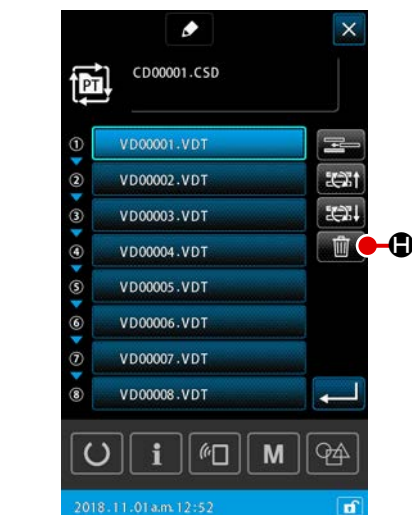 PT
CD00001.CSD
① VD00001.VDT
② VD00002.VDT
③ VD00003.VDT
④ VD00004.VDT
H
⑤ VD00005.VDT
⑥ VD00006.VDT
⑦ VD00007.VDT
⑧ VD00008.VDT
i M
2018.11.01 a.m. 12:52